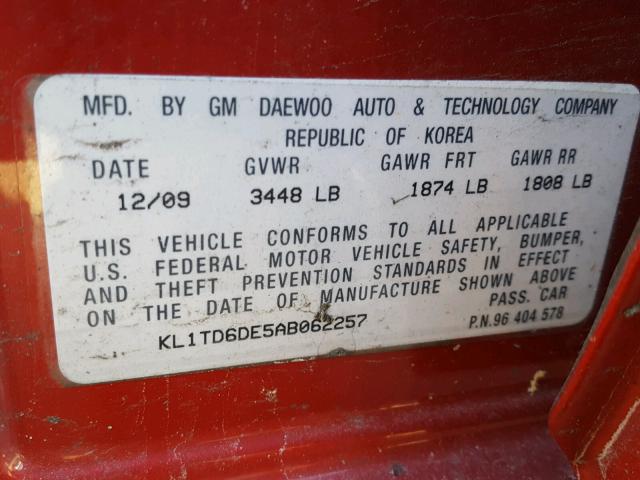 MFD. BY GM DAEWOO AUTO & TECHNOLOGY COMPANY
REPUBLIC OF KOREA
DATE GVWR GAWR FRT GAWR RR
12/09 3448 LB 1874 LB 1808 LB
THIS VEHICLE CONFORMS TO ALL APPLICABLE
U.S. FEDERAL MOTOR VEHICLE SAFETY, BUMPER,
AND THEFT PREVENTION STANDARDS IN EFFECT
ON THE DATE OF MANUFACTURE SHOWN ABOVE
PASS. CAR
KL1TD6DE5AB062257 P.N.96 404 578